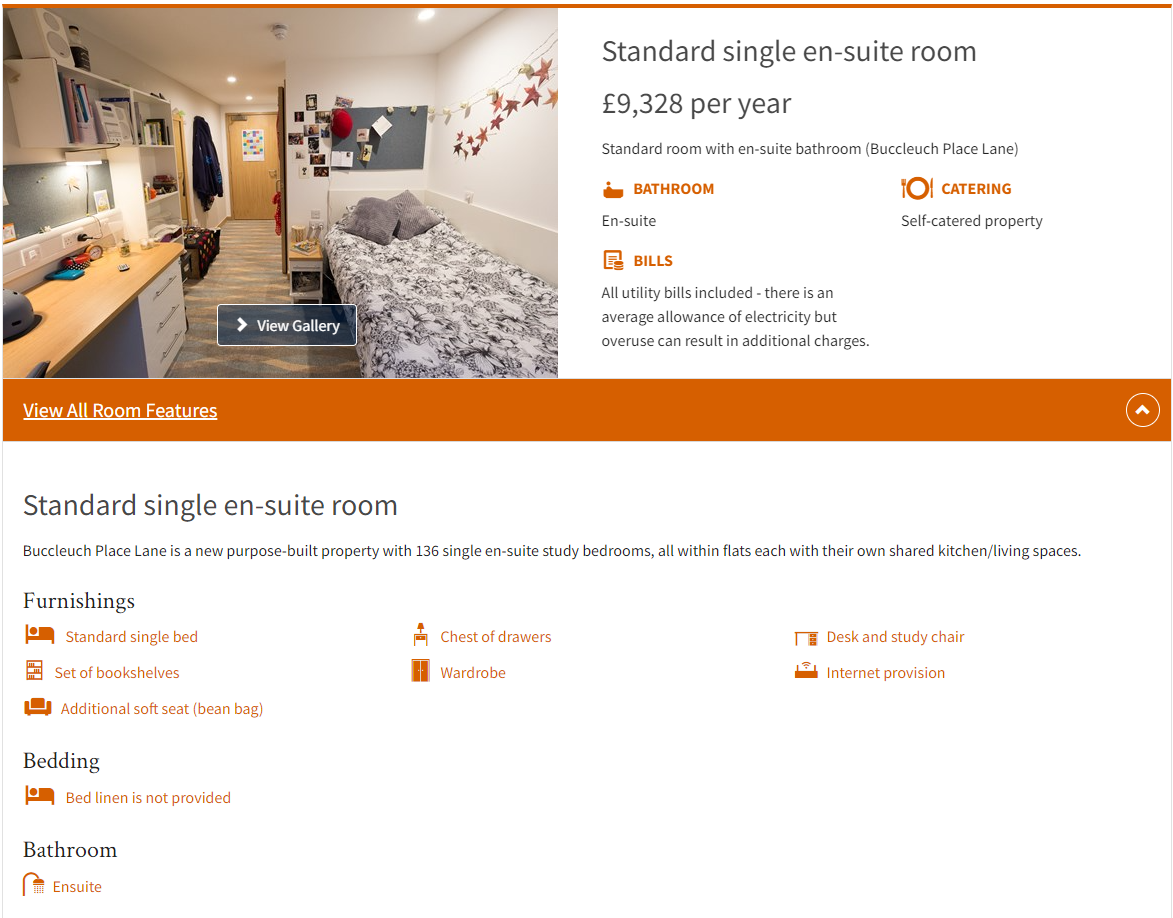 Standard single en-suite room
£9,328 per year
Standard room with en-suite bathroom (Buccleuch Place Lane)
BATHROOM
En-suite
CATERING
Self-catered property
BILLS
All utility bills included - there is an
average allowance of electricity but
overuse can result in additional charges.
View Gallery
View All Room Features
Standard single en-suite room
Buccleuch Place Lane is a new purpose-built property with 136 single en-suite study bedrooms, all within flats each with their own shared kitchen/living spaces.
Furnishings
Standard single bed
Chest of drawers
Desk and study chair
Set of bookshelves
Wardrobe
Internet provision
Additional soft seat (bean bag)
Bedding
Bed linen is not provided
Bathroom
Ensuite